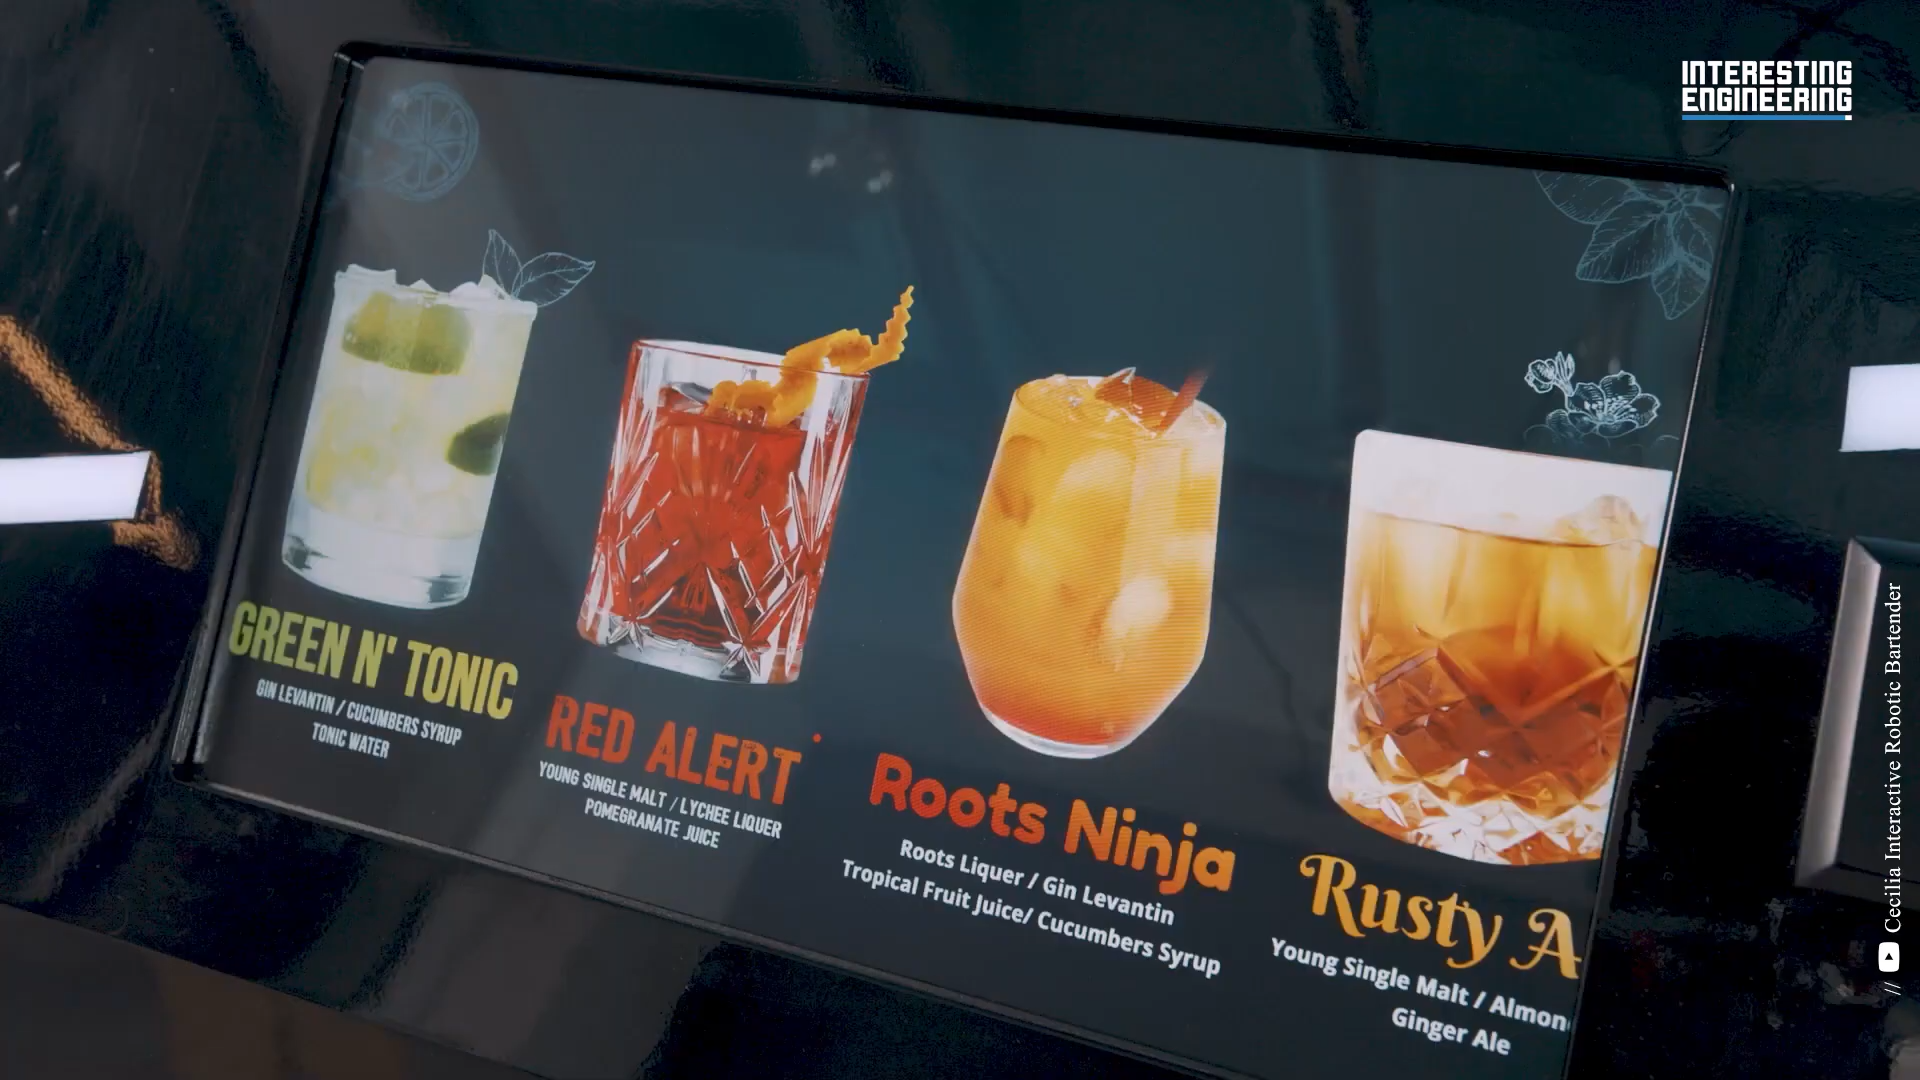 INTERESTING
ENGINEERING
GREEN N' TONIC
GIN LEVANTIN / CUCUMBERS SYRUP
TONIC WATER
RED ALERT
YOUNG SINGLE MALT / LYCHEE LIQUER
POMEGRANATE JUICE
Roots Ninja
Roots Liquer / Gin Levantin
Tropical Fruit Juice/ Cucumbers Syrup
Rusty A
Young Single Malt / Almon
Ginger Ale
// Cecilia Interactive Robotic Bartender